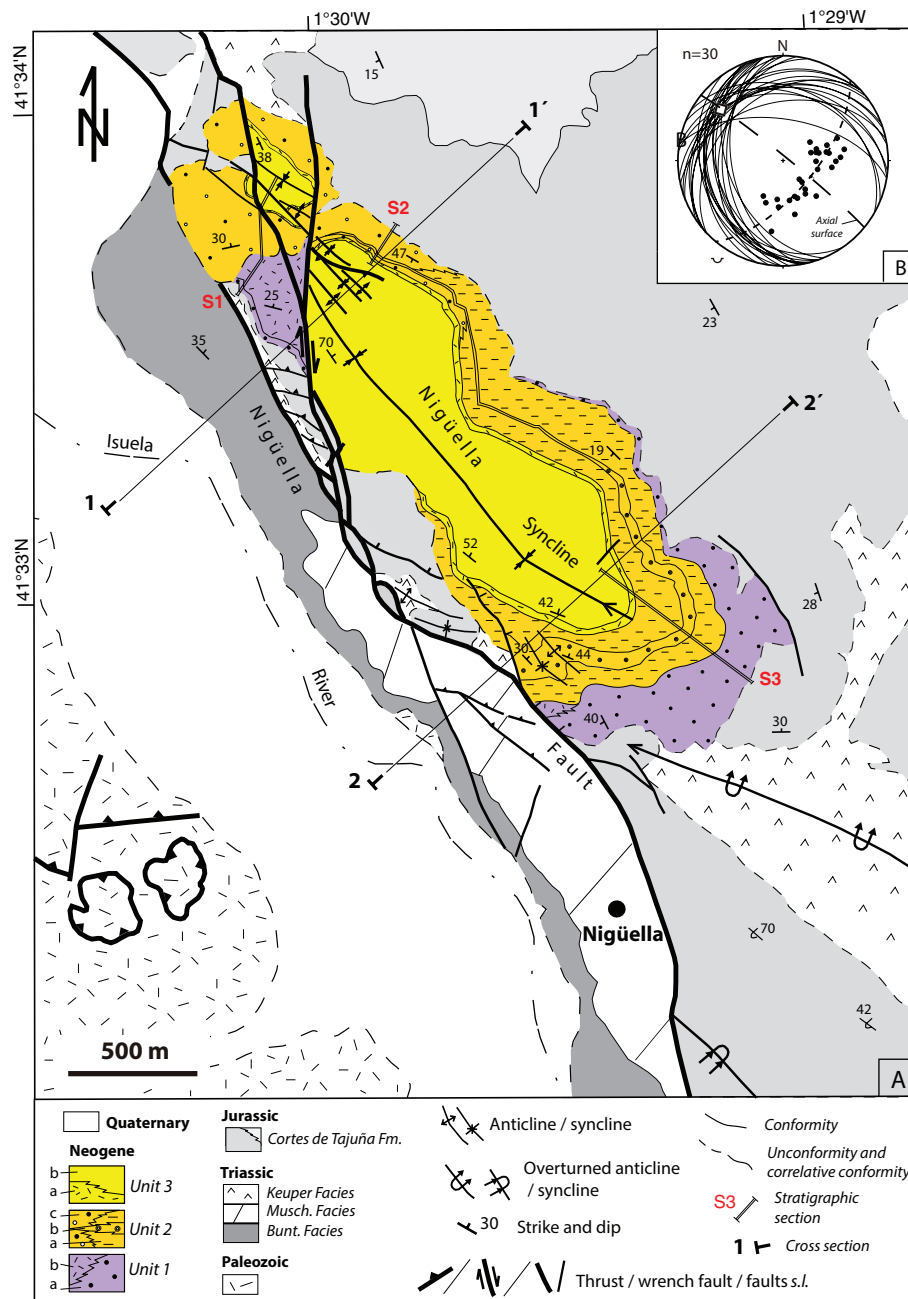 1°30'W
1°29'W
41°34'N
41°33'N
N
15
1´
38
S2
47
30
S1
25
35
70
23
2´
Isuela
Nigüella
Nigüella
Syncline
19
1
52
42
28
30
44
S3
River
40
30
2
Fault
Nigüella
70
42
500 m
A
n=30
N
Axial
surface
B
Quaternary
Neogene
b
a
Unit 3
c
b
a
Unit 2
b
a
Unit 1
Jurassic
Cortes de Tajuña Fm.
Triassic
Keuper Facies
Musch. Facies
Bunt. Facies
Paleozoic
Anticline / syncline
Overturned anticline
/ syncline
30
Strike and dip
Thrust / wrench fault / faults s.l.
Conformity
Unconformity and
correlative conformity
S3
Stratigraphic
section
1
Cross section